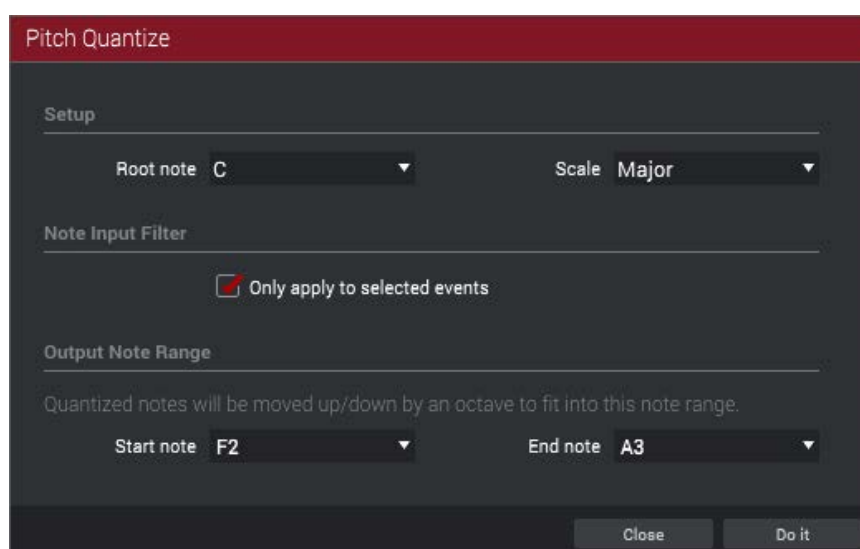 Pitch Quantize
Setup
Root note C Scale Major
Note Input Filter
Only apply to selected events
Output Note Range
Quantized notes will be moved up/down by an octave to fit into this note range.
Start note F2 End note A3
Close Do it